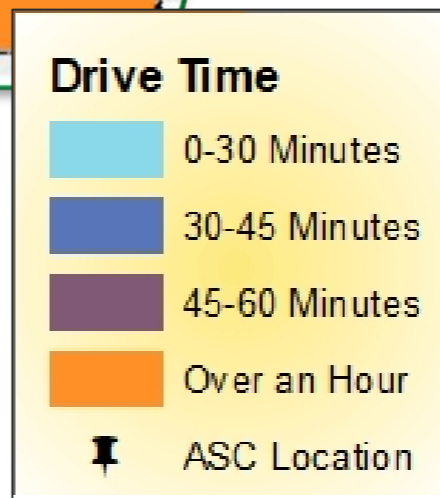 Drive Time
0-30 Minutes
30-45 Minutes
45-60 Minutes
Over an Hour
ASC Location